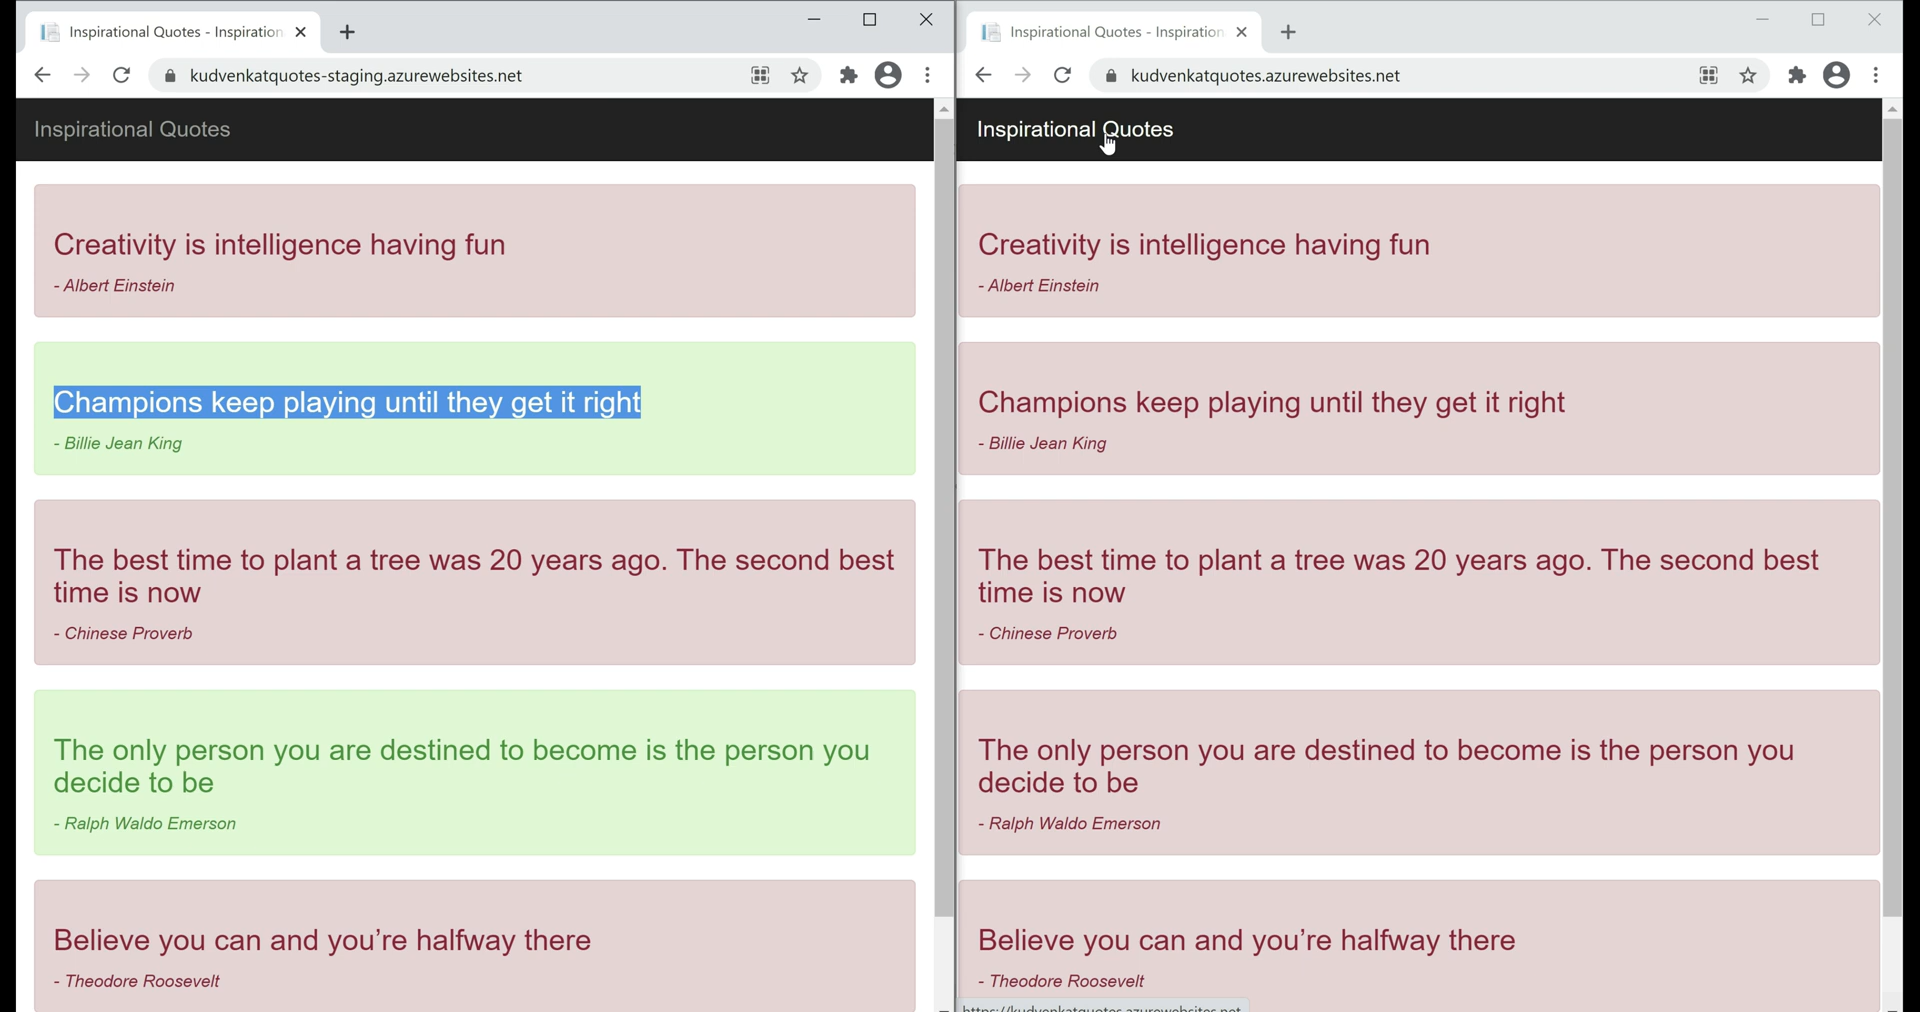 Inspirational Quotes - Inspiration
kudvenkatquotes-staging.azurewebsites.net
Inspirational Quotes
Creativity is intelligence having fun
- Albert Einstein
Champions keep playing until they get it right
- Billie Jean King
The best time to plant a tree was 20 years ago. The second best
time is now
- Chinese Proverb
The only person you are destined to become is the person you
decide to be
- Ralph Waldo Emerson
Believe you can and you’re halfway there
- Theodore Roosevelt
Inspirational Quotes - Inspiration
kudvenkatquotes.azurewebsites.net
Inspirational Quotes
Creativity is intelligence having fun
- Albert Einstein
Champions keep playing until they get it right
- Billie Jean King
The best time to plant a tree was 20 years ago. The second best
time is now
- Chinese Proverb
The only person you are destined to become is the person you
decide to be
- Ralph Waldo Emerson
Believe you can and you’re halfway there
- Theodore Roosevelt
https://kudvenkatquotes.azurewebsites.net